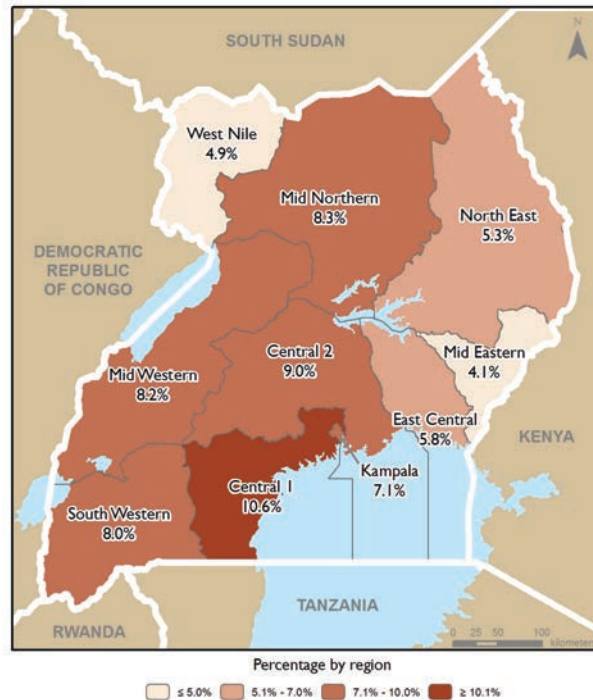 SOUTH SUDAN
N
West Nile
4.9%
Mid Northern
8.3%
North East
5.3%
DEMOCRATIC
REPUBLIC
OF CONGO
Central 2
9.0%
Mid Eastern
4.1%
Mid Western
8.2%
East Central
5.8%
KENYA
Kampala
7.1%
Central 1
10.6%
South Western
8.0%
TANZANIA
RWANDA
0 25 50 100
kilometers
Percentage by region
≤ 5.0% 5.1% - 7.0% 7.1% - 10.0% ≥ 10.1%